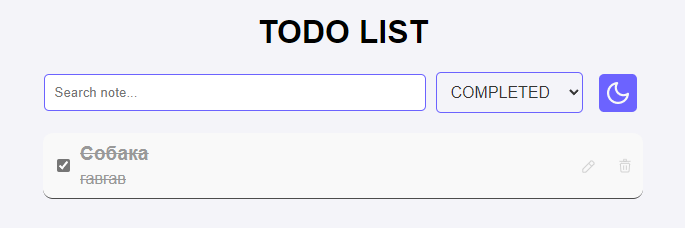 TODO LIST
Search note...
COMPLETED
Собака
гавгав